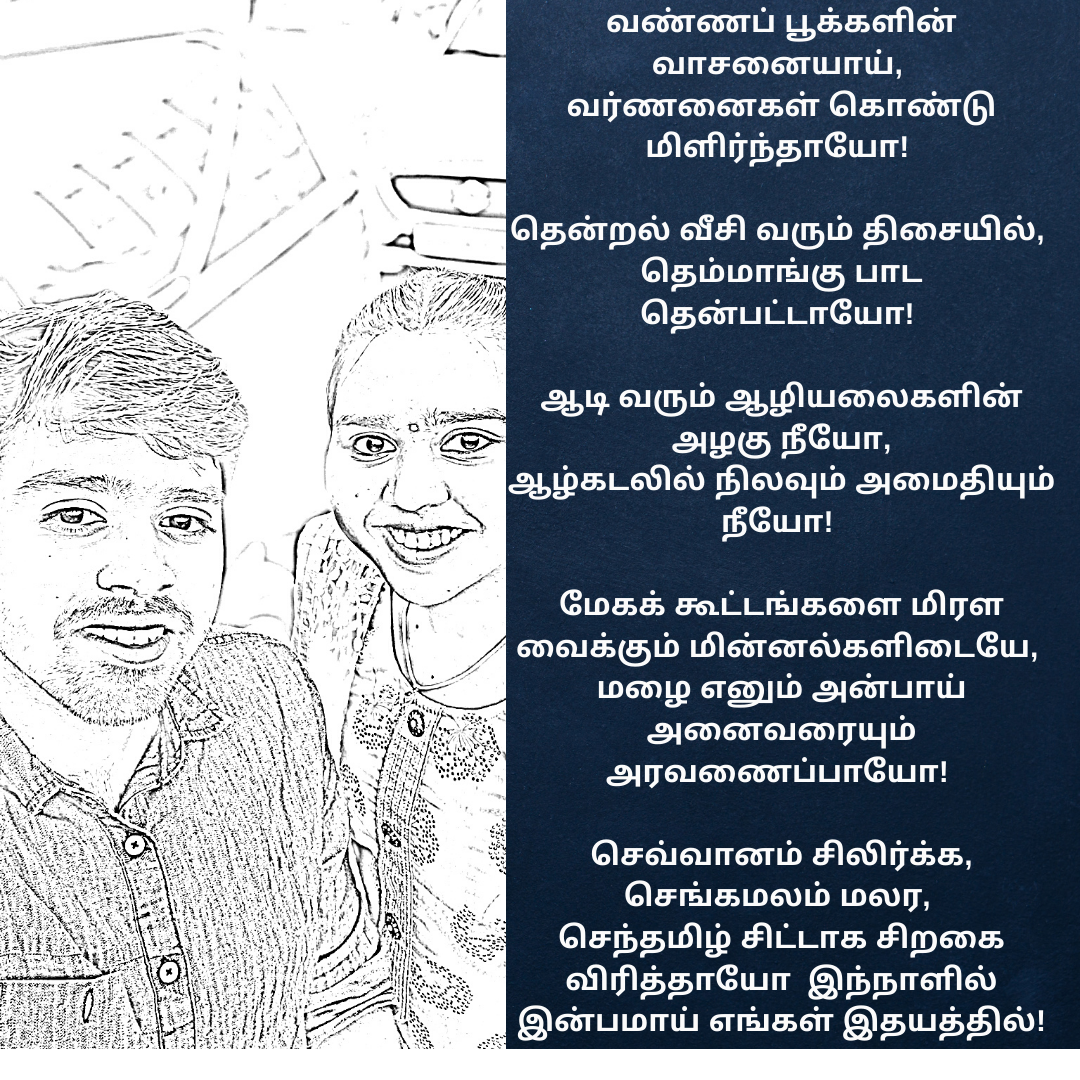 வண்ணப் பூக்களின்
வாசனையாய்,
வர்ணனைகள் கொண்டு
மிளிர்ந்தாயோ!
தென்றல் வீசி வரும் திசையில்,
தெம்மாங்கு பாட
தென்பட்டாயோ!
ஆடி வரும் ஆழியலைகளின்
அழகு நீயோ,
ஆழ்கடலில் நிலவும் அமைதியும்
நீயோ!
மேகக் கூட்டங்களை மிரள
வைக்கும் மின்னல்களிடையே,
மழை எனும் அன்பாய்
அனைவரையும்
அரவணைப்பாயோ!
செவ்வானம் சிலிர்க்க,
செங்கமலம் மலர,
செந்தமிழ் சிட்டாக சிறகை
விரித்தாயோ இந்நாளில்
இன்பமாய் எங்கள் இதயத்தில்!